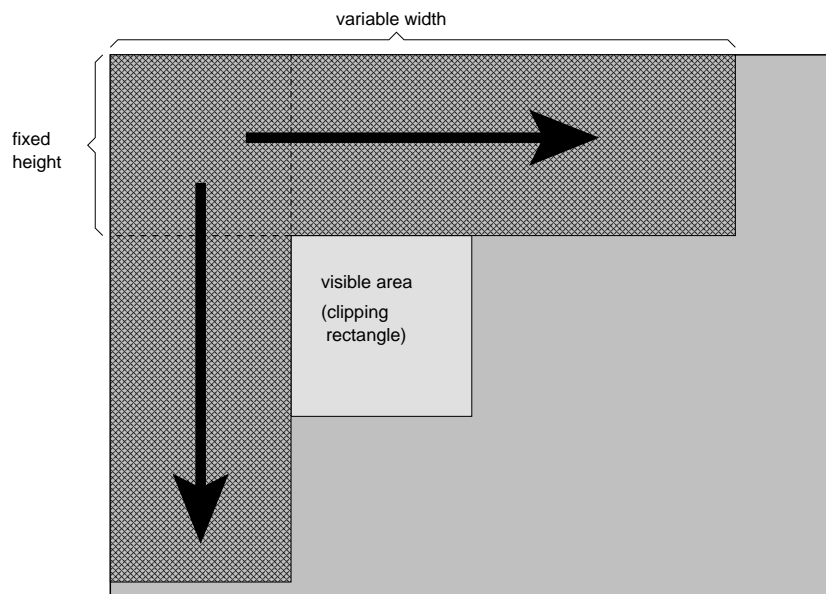 variable width
fixed
height
visible area
(clipping
rectangle)